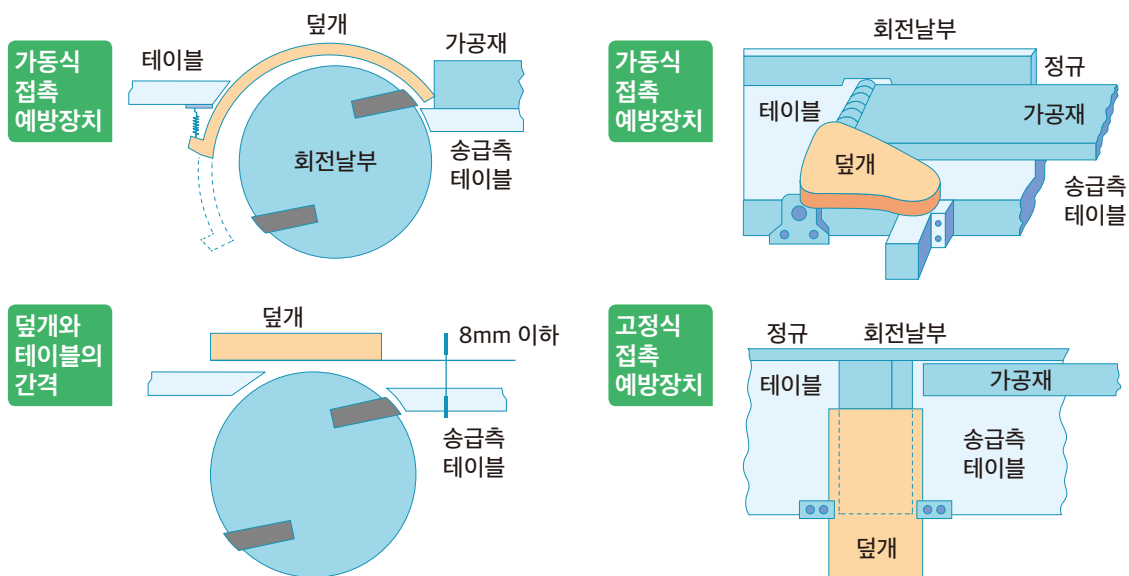 가동식
접촉
예방장치
덮개
테이블
가공재
회전날부
송급측
테이블
가동식
접촉
예방장치
회전날부
정규
테이블
가공재
덮개
송급측
테이블
덮개와
테이블의
간격
덮개
8mm 이하
송급측
테이블
고정식
접촉
예방장치
정규
회전날부
테이블
가공재
송급측
테이블
덮개